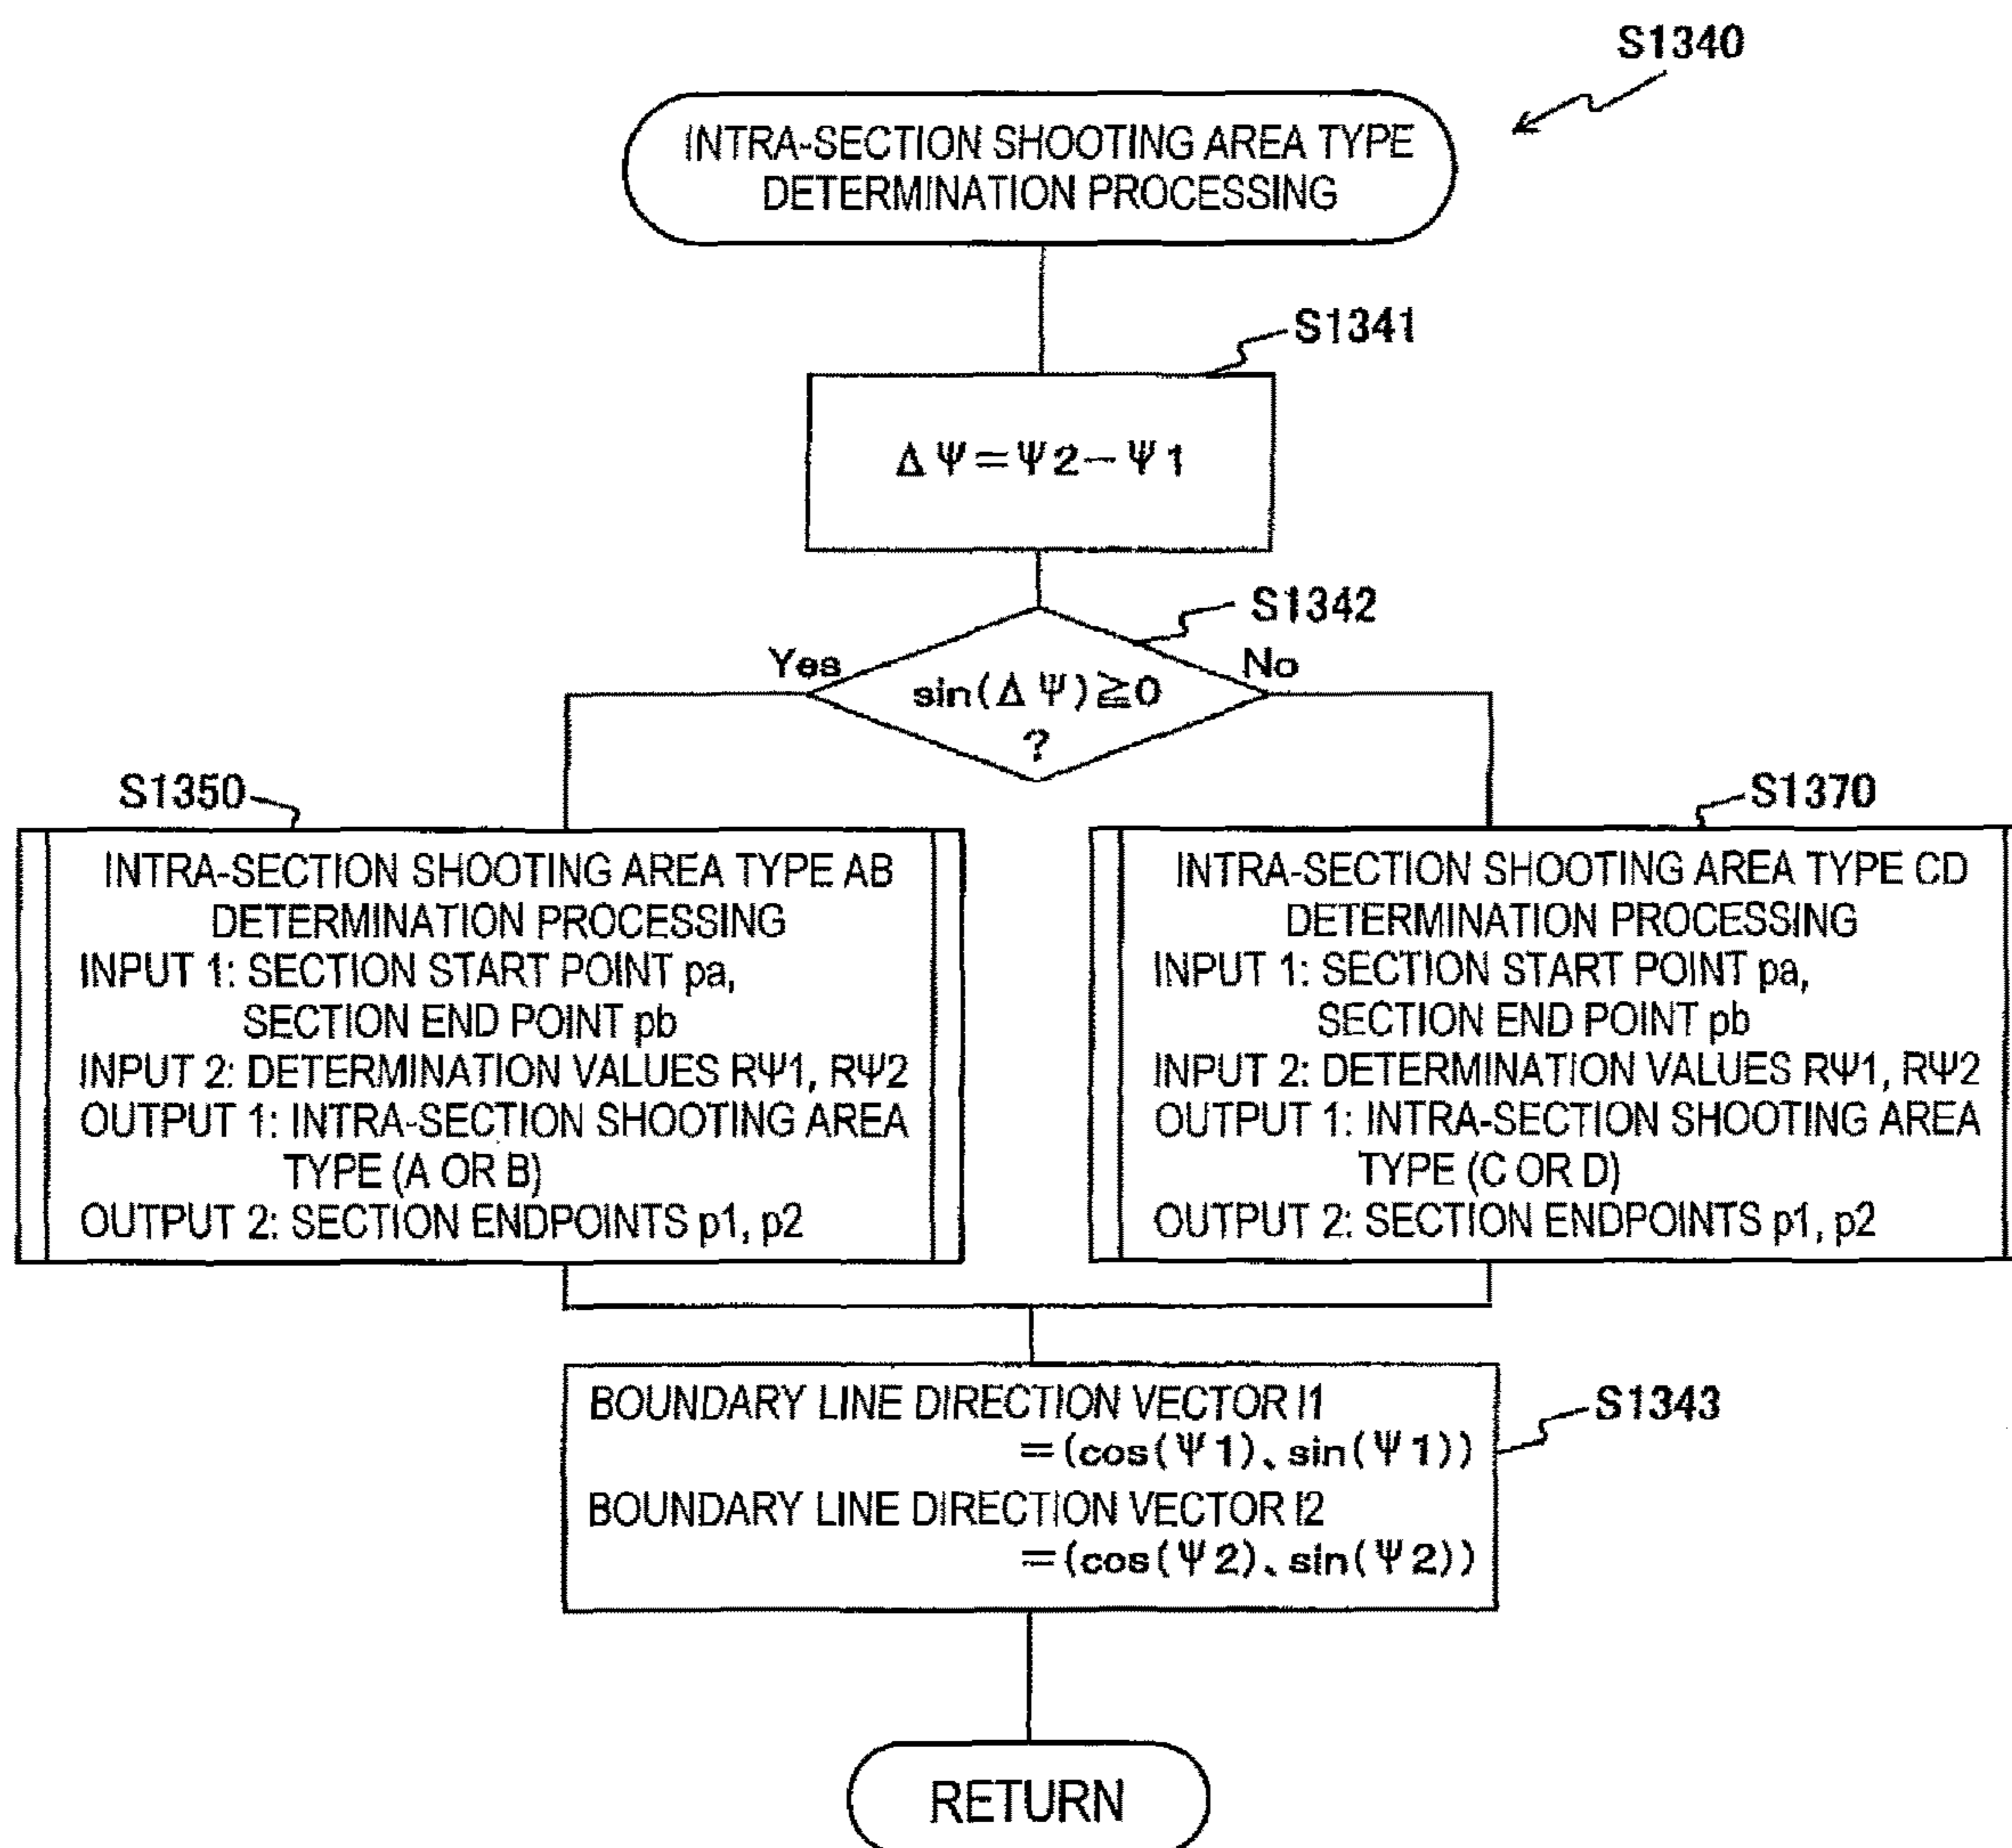 S1340
INTRA-SECTION SHOOTING AREA TYPE
DETERMINATION PROCESSING
S1341
ΔΨ=Ψ2-Ψ1
S1342
Yes
No
sin(ΔΨ)≧0
?
S1350
INTRA-SECTION SHOOTING AREA TYPE AB
DETERMINATION PROCESSING
INPUT 1: SECTION START POINT pa,
SECTION END POINT pb
INPUT 2: DETERMINATION VALUES RΨ1, RΨ2
OUTPUT 1: INTRA-SECTION SHOOTING AREA
TYPE (A OR B)
OUTPUT 2: SECTION ENDPOINTS p1, p2
S1370
INTRA-SECTION SHOOTING AREA TYPE CD
DETERMINATION PROCESSING
INPUT 1: SECTION START POINT pa,
SECTION END POINT pb
INPUT 2: DETERMINATION VALUES RΨ1, RΨ2
OUTPUT 1: INTRA-SECTION SHOOTING AREA
TYPE (C OR D)
OUTPUT 2: SECTION ENDPOINTS p1, p2
BOUNDARY LINE DIRECTION VECTOR l1
=(cos(Ψ1)、sin(Ψ1))
BOUNDARY LINE DIRECTION VECTOR l2
=(cos(Ψ2)、sin(Ψ2))
S1343
RETURN